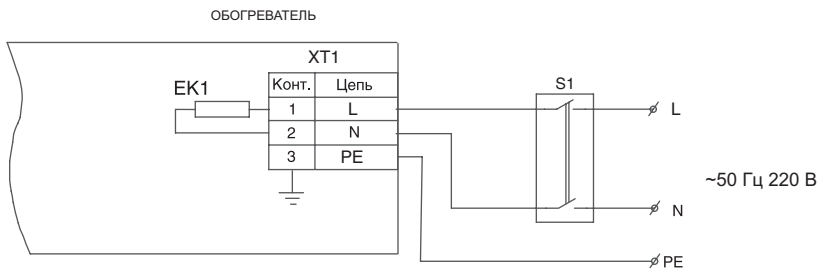 ОБОГРЕВАТЕЛЬ
XT1
EK1
Конт. Цепь
1 L
2 N
3 PE
S1
L
N
PE
~50 Гц 220 В